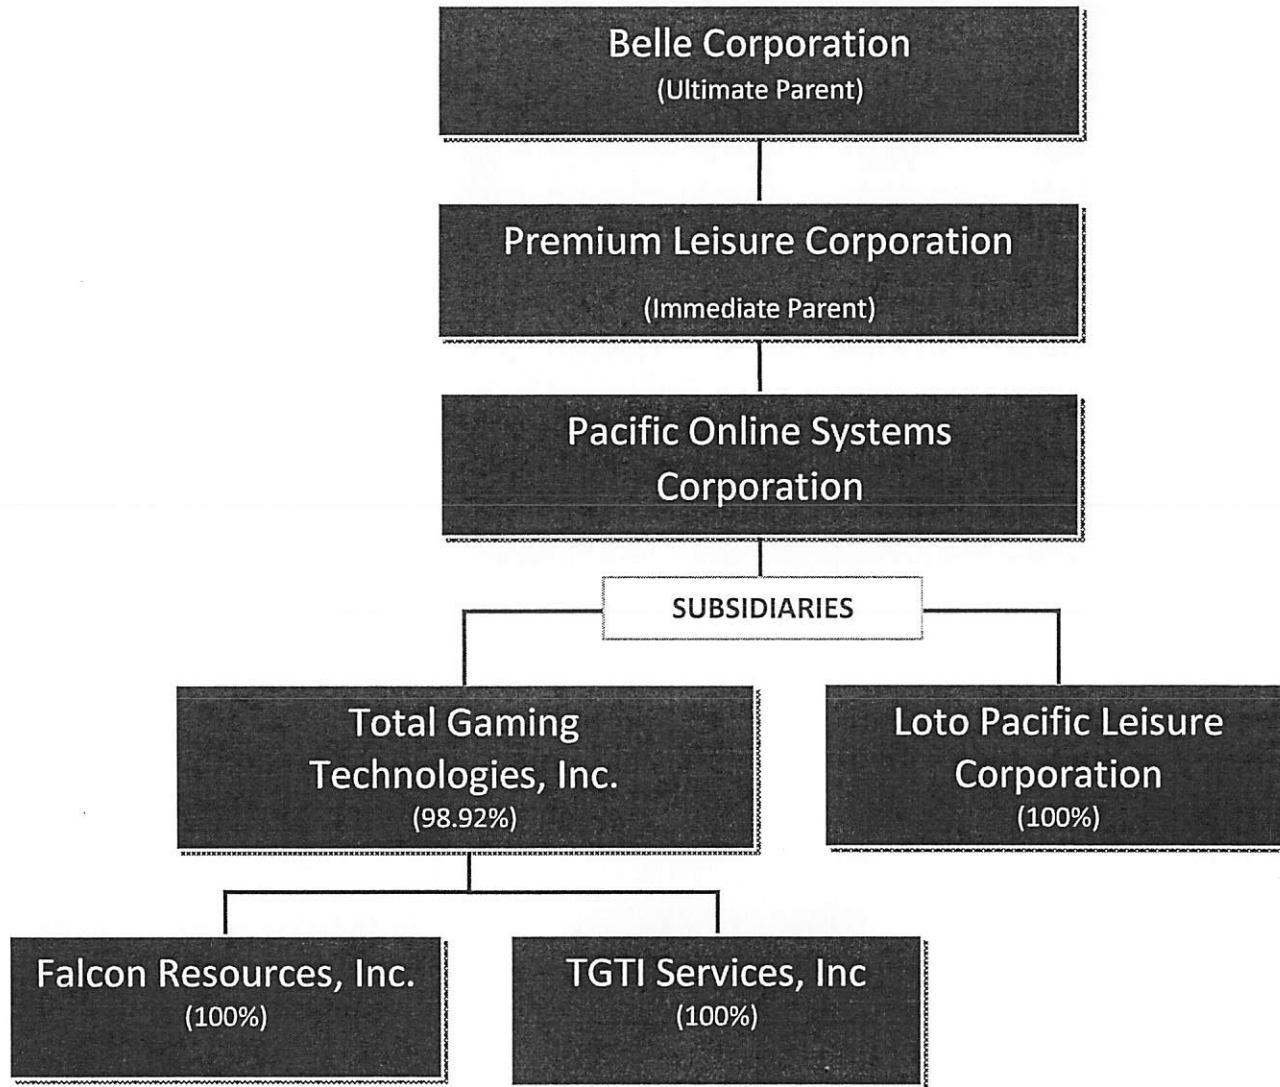 Belle Corporation
(Ultimate Parent)
Premium Leisure Corporation
(Immediate Parent)
Pacific Online Systems
Corporation
SUBSIDIARIES
Total Gaming
Technologies, Inc.
(98.92%)
Loto Pacific Leisure
Corporation
(100%)
Falcon Resources, Inc.
(100%)
TGTI Services, Inc
(100%)